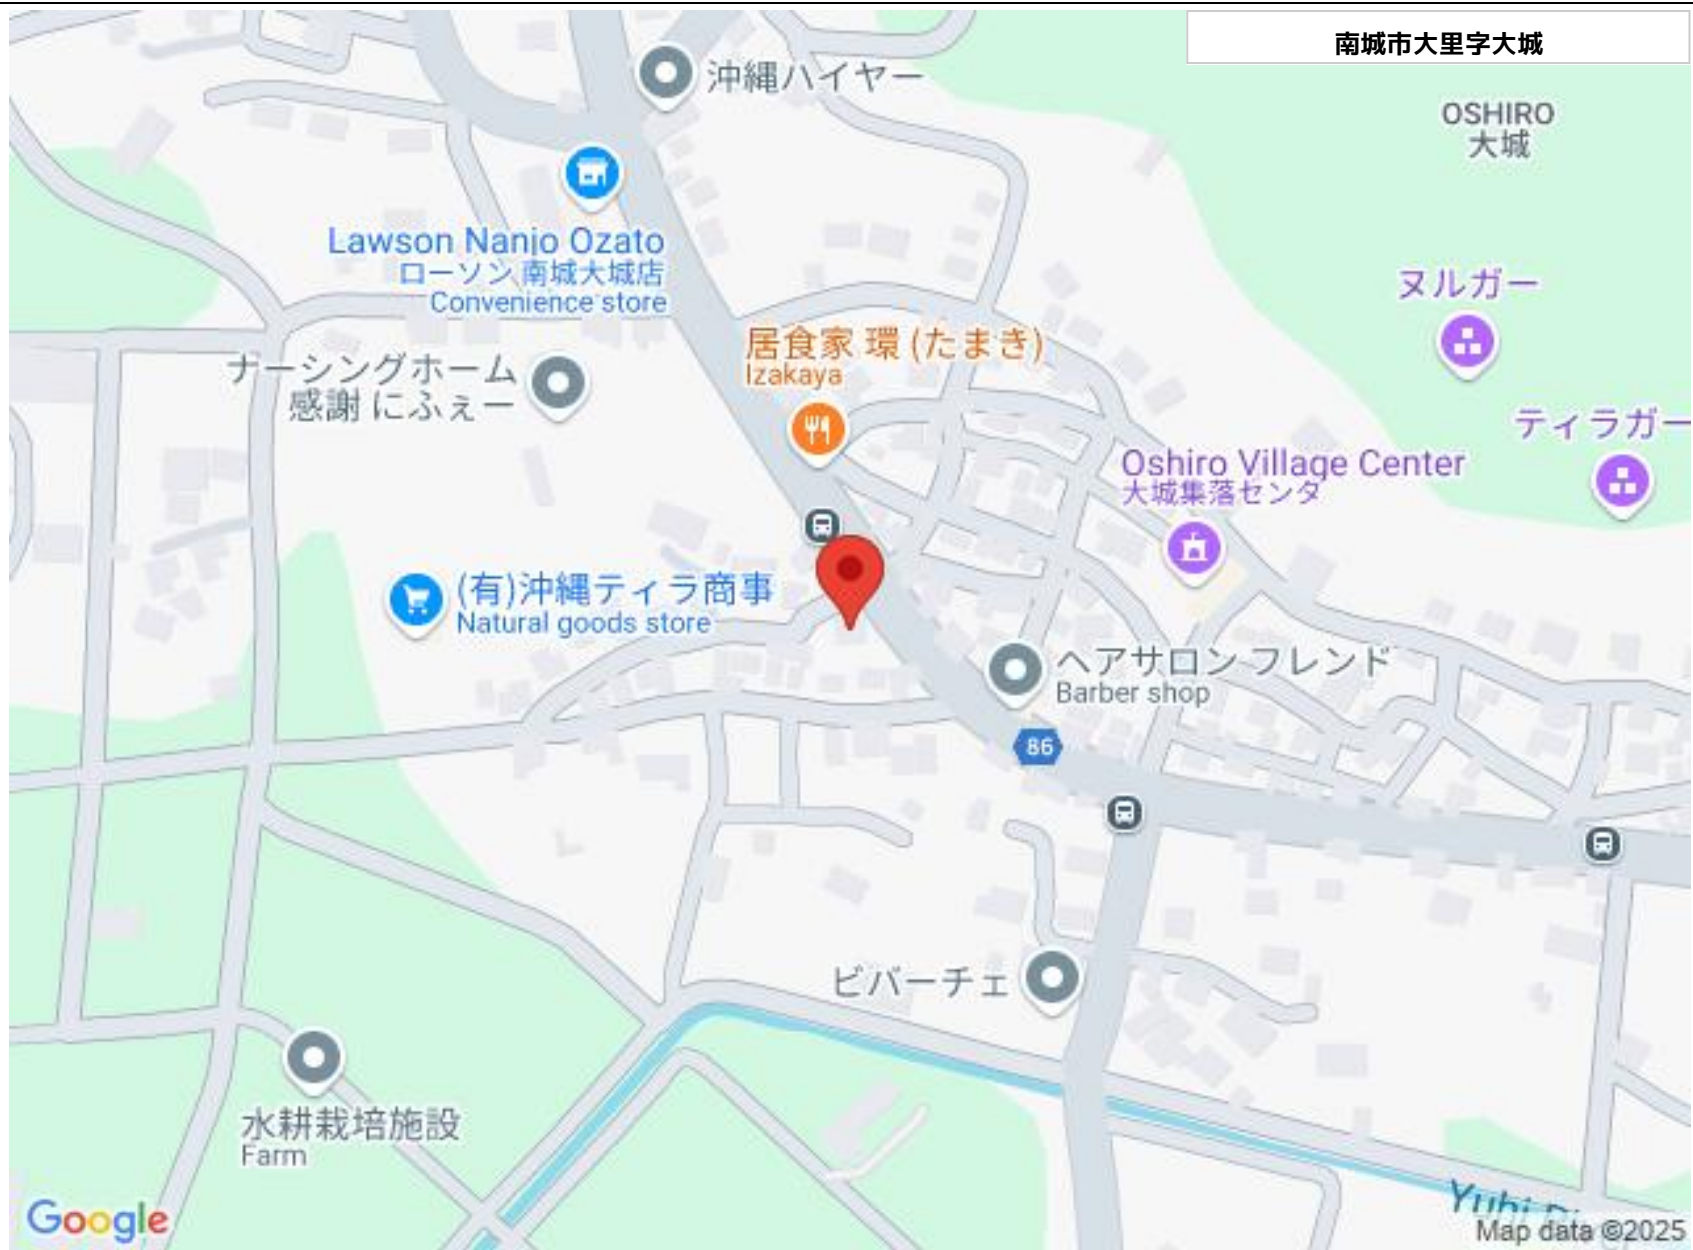 南城市大里字大城
沖縄ハイヤー
OSHIRO
大城
Lawson Nanjo Ozato
ローソン 南城大城店
Convenience store
ヌルガー
居食家 環 (たまき)
Izakaya
ナーシングホーム
感謝 にふぇー
ティラガー
Oshiro Village Center
大城集落センタ
(有)沖縄ティラ商事
Natural goods store
ヘアサロン フレンド
Barber shop
86
ビバーチェ
水耕栽培施設
Farm
Yuhi
Google
Map data ©2025